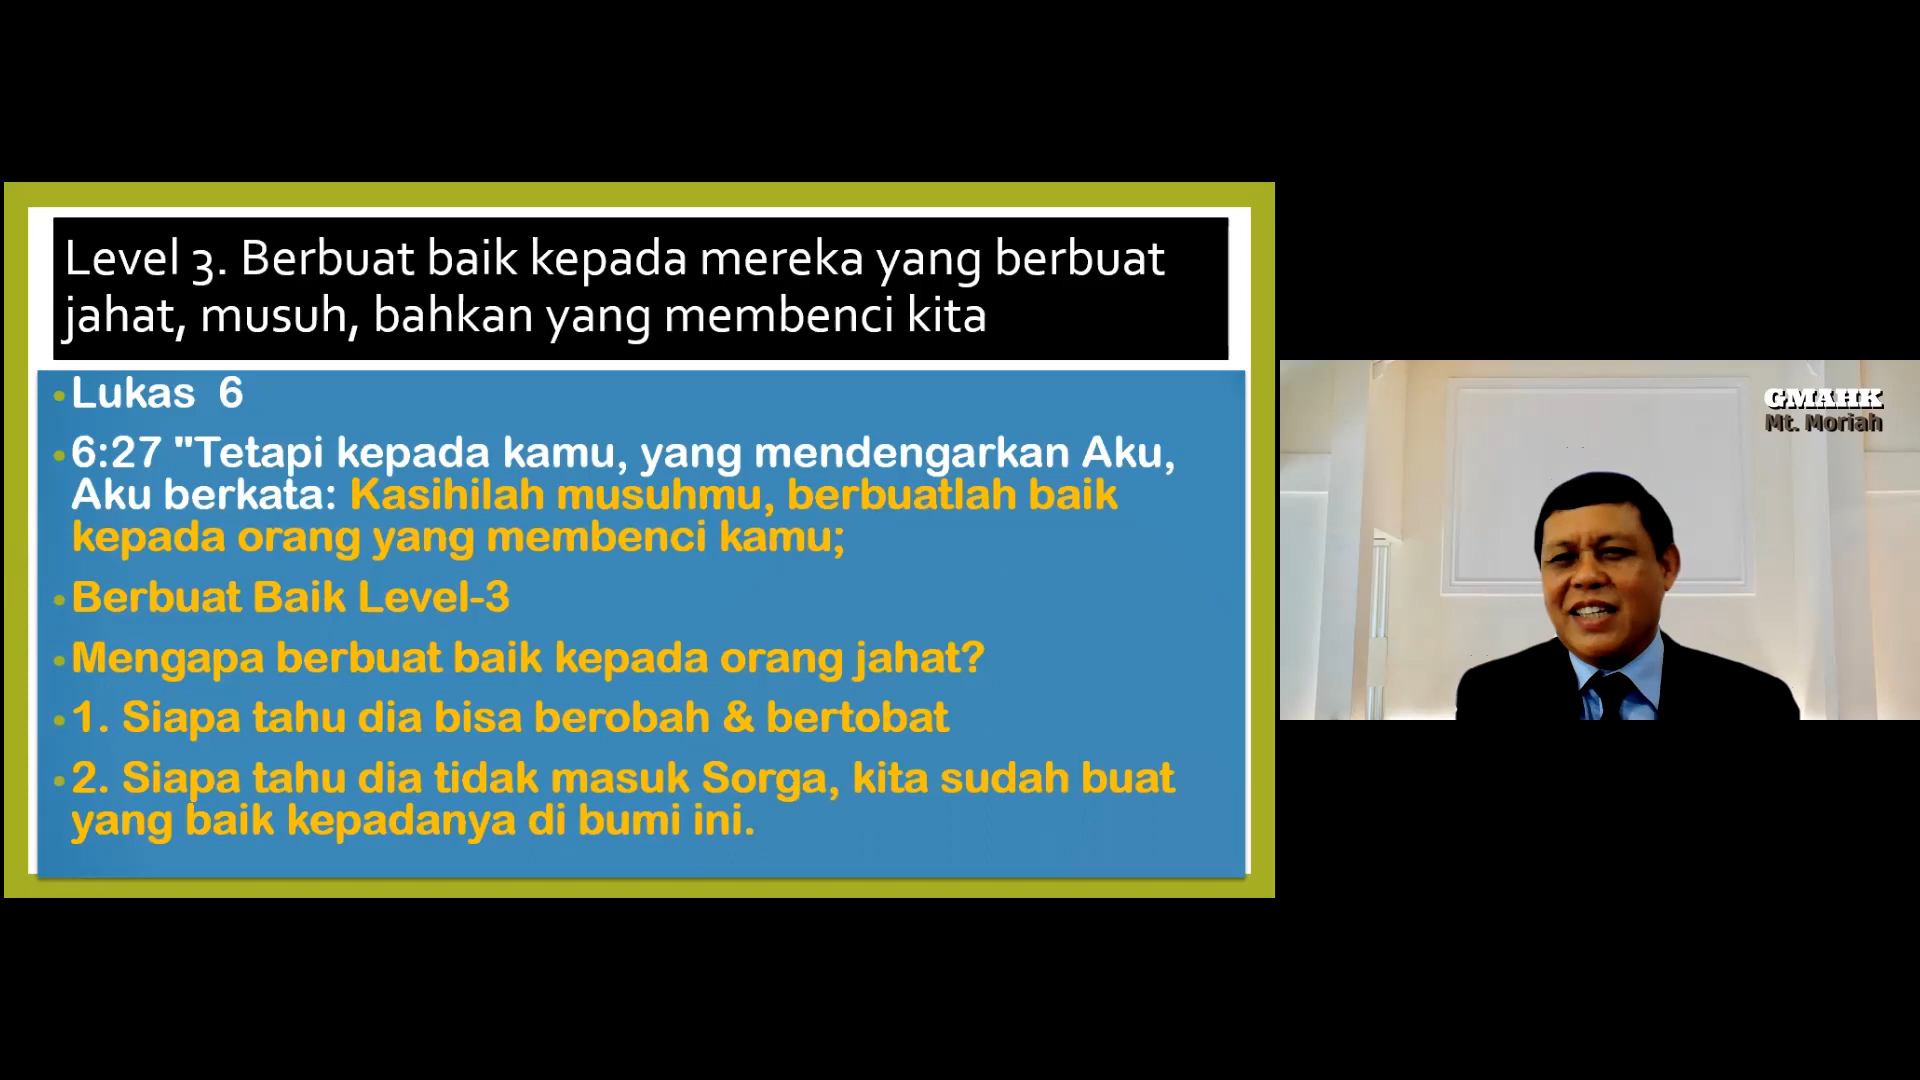 Level 3. Berbuat baik kepada mereka yang berbuat
jahat, musuh, bahkan yang membenci kita
•Lukas  6
•6:27 "Tetapi kepada kamu, yang mendengarkan Aku,
Aku berkata: Kasihilah musuhmu, berbuatlah baik
kepada orang yang membenci kamu;
•Berbuat Baik Level-3
•Mengapa berbuat baik kepada orang jahat?
•1. Siapa tahu dia bisa berobah & bertobat
•2. Siapa tahu dia tidak masuk Sorga, kita sudah buat
yang baik kepadanya di bumi ini.
GMAHK
Mt. Moriah